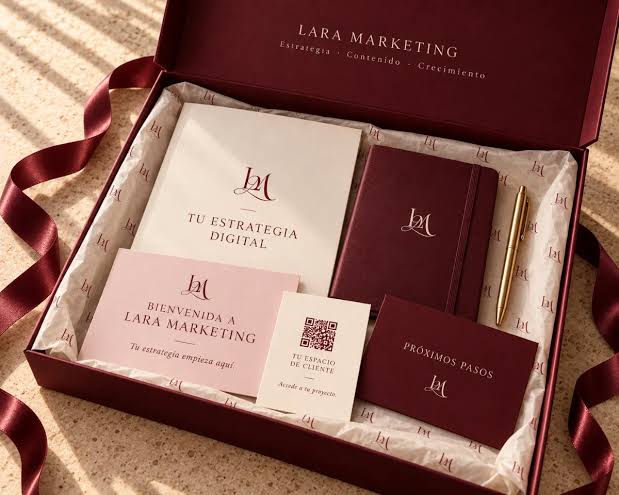 LARA MARKETING
Estrategia · Contenido · Crecimiento
LM
TU ESTRATEGIA
DIGITAL
LM
LM
BIENVENIDA A
LARA MARKETING
Tu estrategia empieza aquí.
TU ESPACIO
DE CLIENTE
Accede a tu proyecto.
PRÓXIMOS PASOS
LM